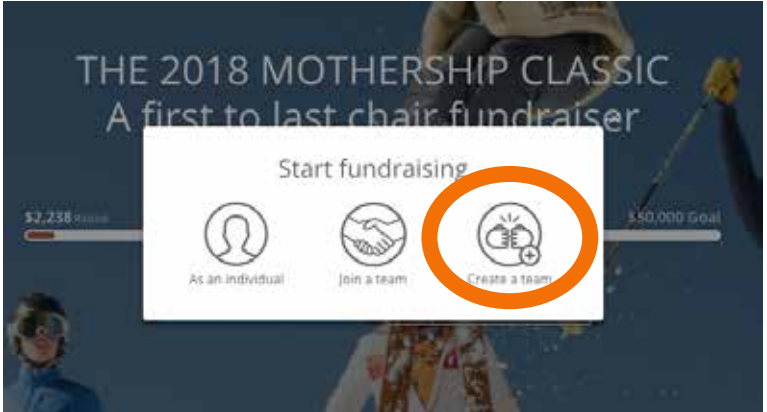 THE 2018 MOTHERSHIP CLASSIC
A first to last chair fundraiser
Start fundraising
$2,238 Raised
$50,000 Goal
As an individual
Join a team
Create a team